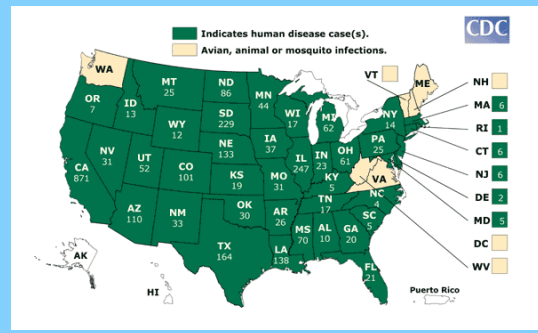 Indicates human disease case(s).
Avian, animal or mosquito infections.
CDC
WA
MT
25
ND
86
MN
44
VT
ME
NH
OR
7
ID
13
WY
12
SD
229
WI
17
MI
62
NY
14
MA 6
RI 1
CT 6
NJ 6
DE 2
MD 5
DC
WV
NV
31
UT
52
CO
101
NE
133
IA
37
IL
247
IN
23
OH
61
PA
25
CA
871
KS
19
MO
31
KY
5
VA
AZ
110
NM
33
OK
30
AR
26
TN
17
NC
4
SC
5
TX
164
LA
138
MS
70
AL
10
GA
20
FL
21
AK
HI
Puerto Rico